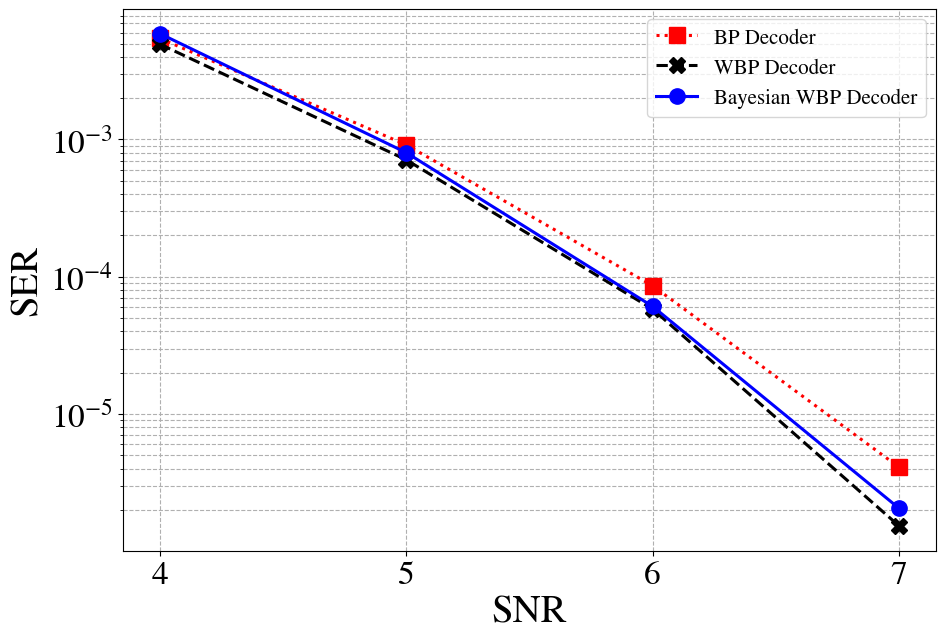 BP Decoder
WBP Decoder
Bayesian WBP Decoder
10⁻³
10⁻⁴
10⁻⁵
SER
4 5 6 7
SNR